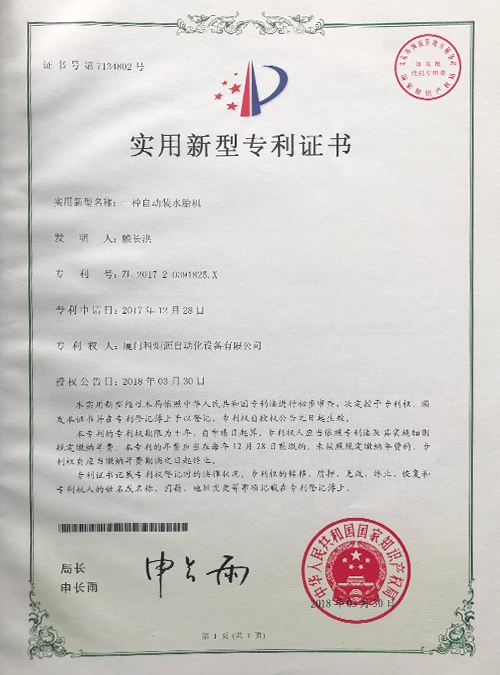 证书号第7134802号
印花税
代扣专用章
实用新型专利证书
实用新型名称：一种自动装水胎机
发明人：赖长洪
专利号：ZL 2017 2 0391825.X
专利申请日：2017年12月28日
专利权人：厦门科炬源自动化设备有限公司
授权公告日：2018年03月30日
本实用新型经过本局依照中华人民共和国专利法进行初步审查，决定授予专利权，颁
发本证书并在专利登记簿上予以登记。专利权自授权公告之日起生效。
本专利的专利权期限为十年，自申请日起算。专利权人应当依照专利法及其实施细则
规定缴纳年费。本专利的年费应当在每年12月28日前缴纳。未按照规定缴纳年费的，专
利权自应当缴纳年费期满之日起终止。
专利证书记载专利权登记时的法律状况。专利权的转移、质押、无效、终止、恢复和
专利权人的姓名或名称、国籍、地址变更等事项记载在专利登记簿上。
局长
申长雨
申长雨
中华人民共和国国家知识产权局
2018年03月30日
第1页(共1页)